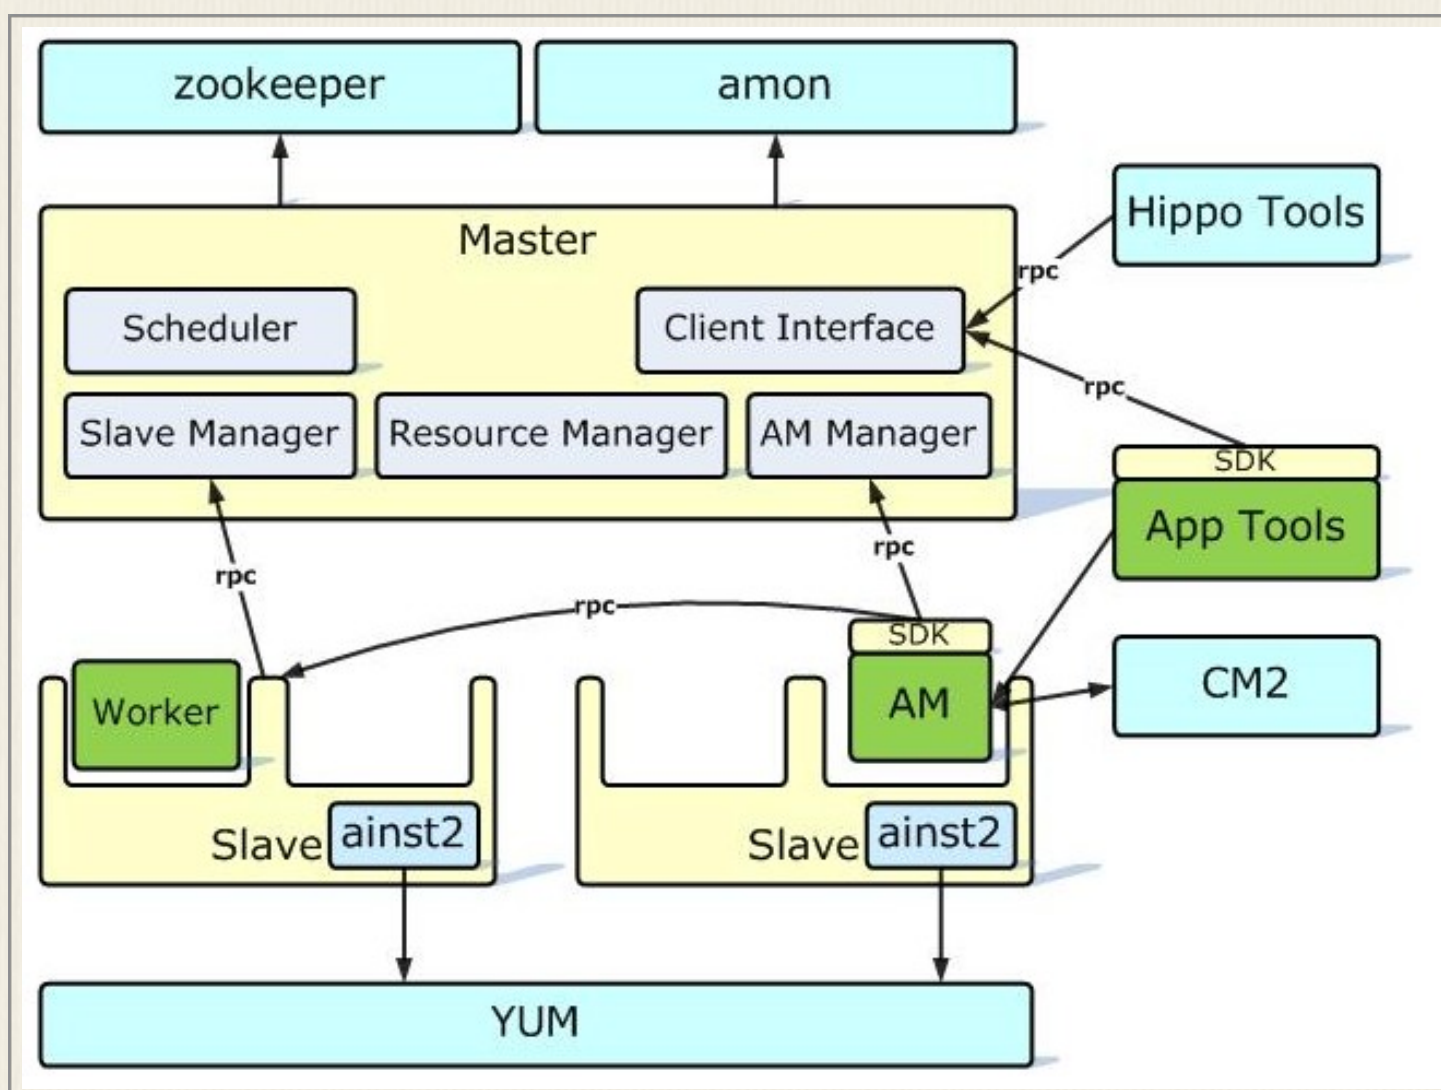 zookeeper
amon
Hippo Tools
Master
rpc
Scheduler
Client Interface
rpc
Slave Manager
Resource Manager
AM Manager
SDK
App Tools
rpc
rpc
rpc
SDK
CM2
Worker
AM
Slave
ainst2
Slave
ainst2
YUM